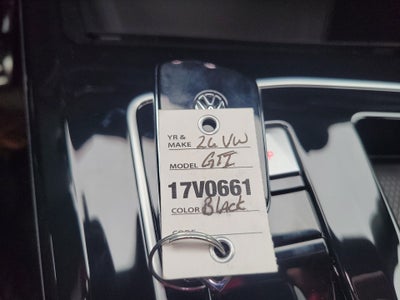 YR &
MAKE 26 VW
MODEL GTI
17V0661
COLOR Black